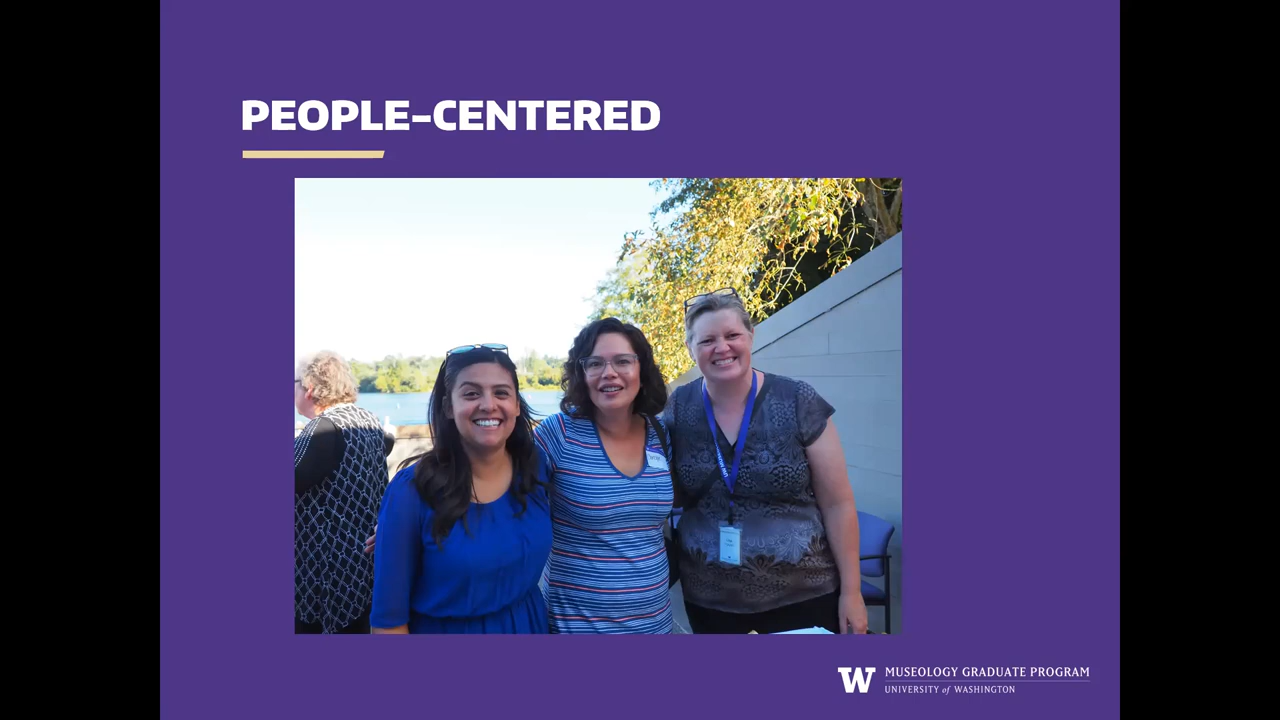 PEOPLE-CENTERED
W MUSEOLOGY GRADUATE PROGRAM
UNIVERSITY of WASHINGTON